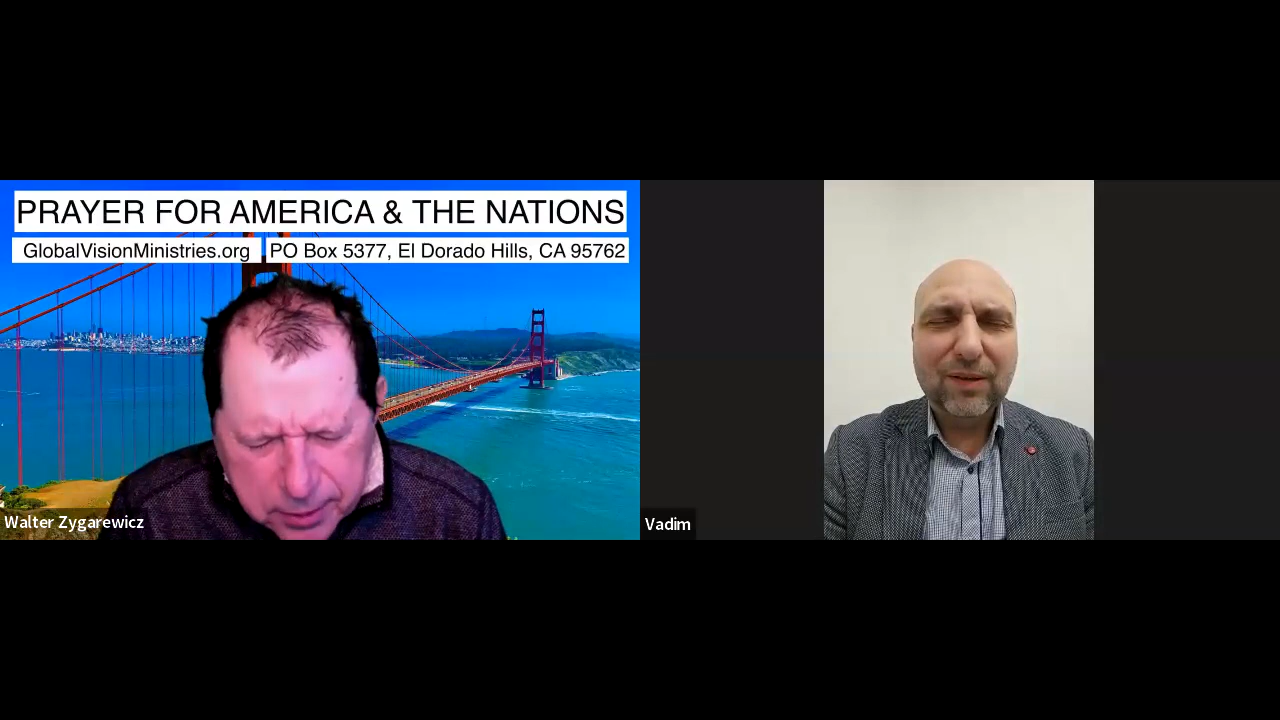 PRAYER FOR AMERICA & THE NATIONS
GlobalVisionMinistries.org PO Box 5377, El Dorado Hills, CA 95762
Walter Zygarewicz
Vadim